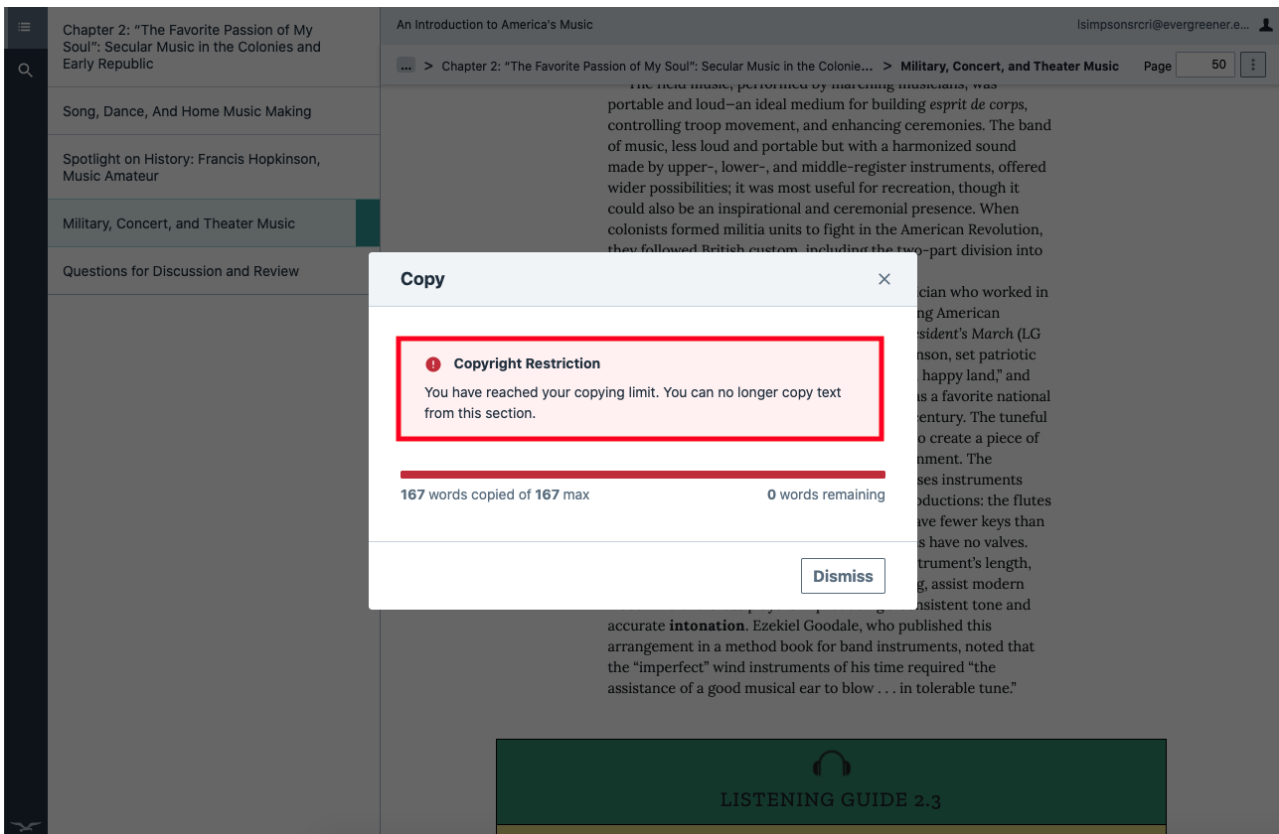 Chapter 2: “The Favorite Passion of My
Soul”: Secular Music in the Colonies and
Early Republic
Song, Dance, And Home Music Making
Spotlight on History: Francis Hopkinson,
Music Amateur
Military, Concert, and Theater Music
Questions for Discussion and Review
An Introduction to America's Music
lsimpsonsrcri@evergreener.e...
... > Chapter 2: “The Favorite Passion of My Soul”: Secular Music in the Colonie... > Military, Concert, and Theater Music Page 50
The field music, performed by marching musicians, was
portable and loud—an ideal medium for building esprit de corps,
controlling troop movement, and enhancing ceremonies. The band
of music, less loud and portable but with a harmonized sound
made by upper-, lower-, and middle-register instruments, offered
wider possibilities; it was most useful for recreation, though it
could also be an inspirational and ceremonial presence. When
colonists formed militia units to fight in the American Revolution,
they followed British custom, including the two-part division into
Copy
Copyright Restriction
You have reached your copying limit. You can no longer copy text
from this section.
167 words copied of 167 max
0 words remaining
Dismiss
ician who worked in
ng American
sident’s March (LG
nson, set patriotic
happy land,” and
as a favorite national
entury. The tuneful
o create a piece of
nment. The
ses instruments
oductions: the flutes
ave fewer keys than
s have no valves.
trument’s length,
g, assist modern
nsistent tone and
accurate intonation. Ezekiel Goodale, who published this
arrangement in a method book for band instruments, noted that
the “imperfect” wind instruments of his time required “the
assistance of a good musical ear to blow . . . in tolerable tune.”
LISTENING GUIDE 2.3